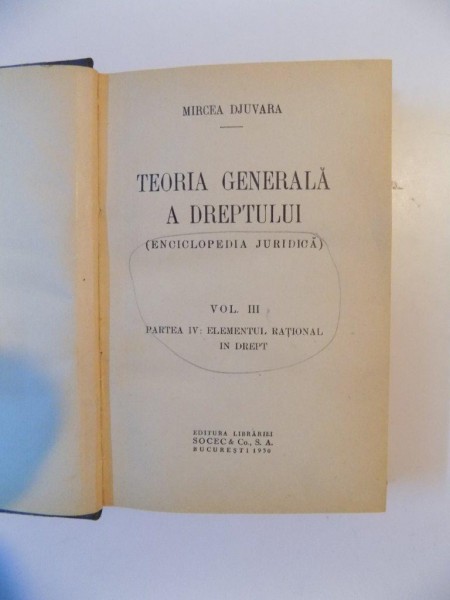 MIRCEA DJUVARA
TEORIA GENERALĂ
A DREPTULUI
(ENCICLOPEDIA JURIDICĂ)
VOL. III
PARTEA IV: ELEMENTUL RAȚIONAL
IN DREPT
EDITURA LIBRĂRIEI
SOCEC & Co., S. A.
BUCUREȘTI 1930